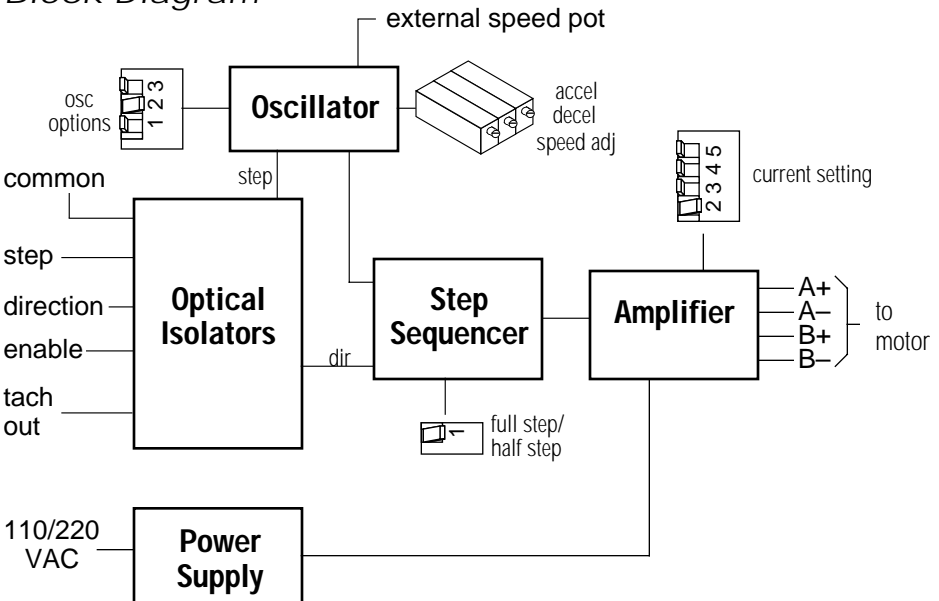 Block Diagram
external speed pot
osc
options
1 2 3
Oscillator
accel
decel
speed adj
2 3 4 5
current setting
common
step
step
direction
enable
tach
out
Optical
Isolators
dir
Step
Sequencer
Amplifier
A+
A–
B+
B–
to
motor
1
full step/
half step
110/220
VAC
Power
Supply